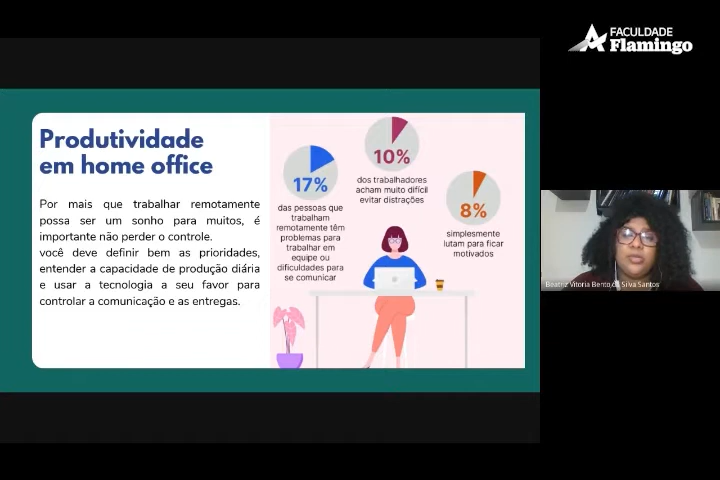 FACULDADE
Flamingo
Produtividade
em home office
Por mais que trabalhar remotamente
possa ser um sonho para muitos, é
importante não perder o controle.
você deve definir bem as prioridades,
entender a capacidade de produção diária
e usar a tecnologia a seu favor para
controlar a comunicação e as entregas.
17%
das pessoas que
trabalham
remotamente têm
problemas para
trabalhar em
equipe ou
dificuldades para
se comunicar
10%
dos trabalhadores
acham muito difícil
evitar distrações
8%
simplesmente
lutam para ficar
motivados
Beatriz Vitoria Bento da Silva Santos